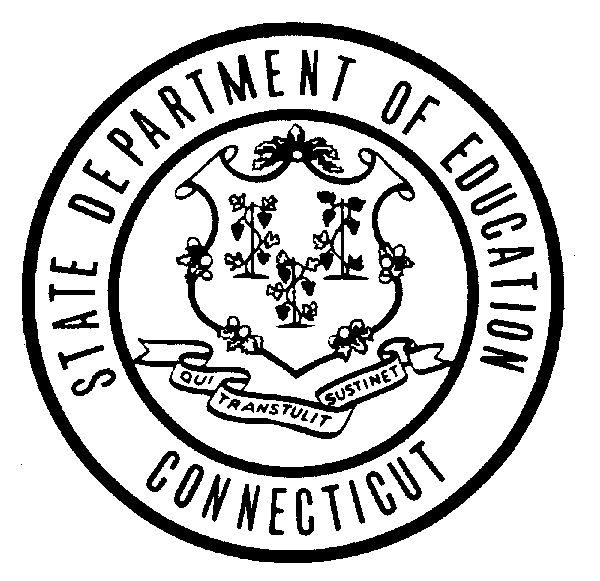 STATE DEPARTMENT OF EDUCATION
QUI TRANSTULIT SUSTINET
CONNECTICUT